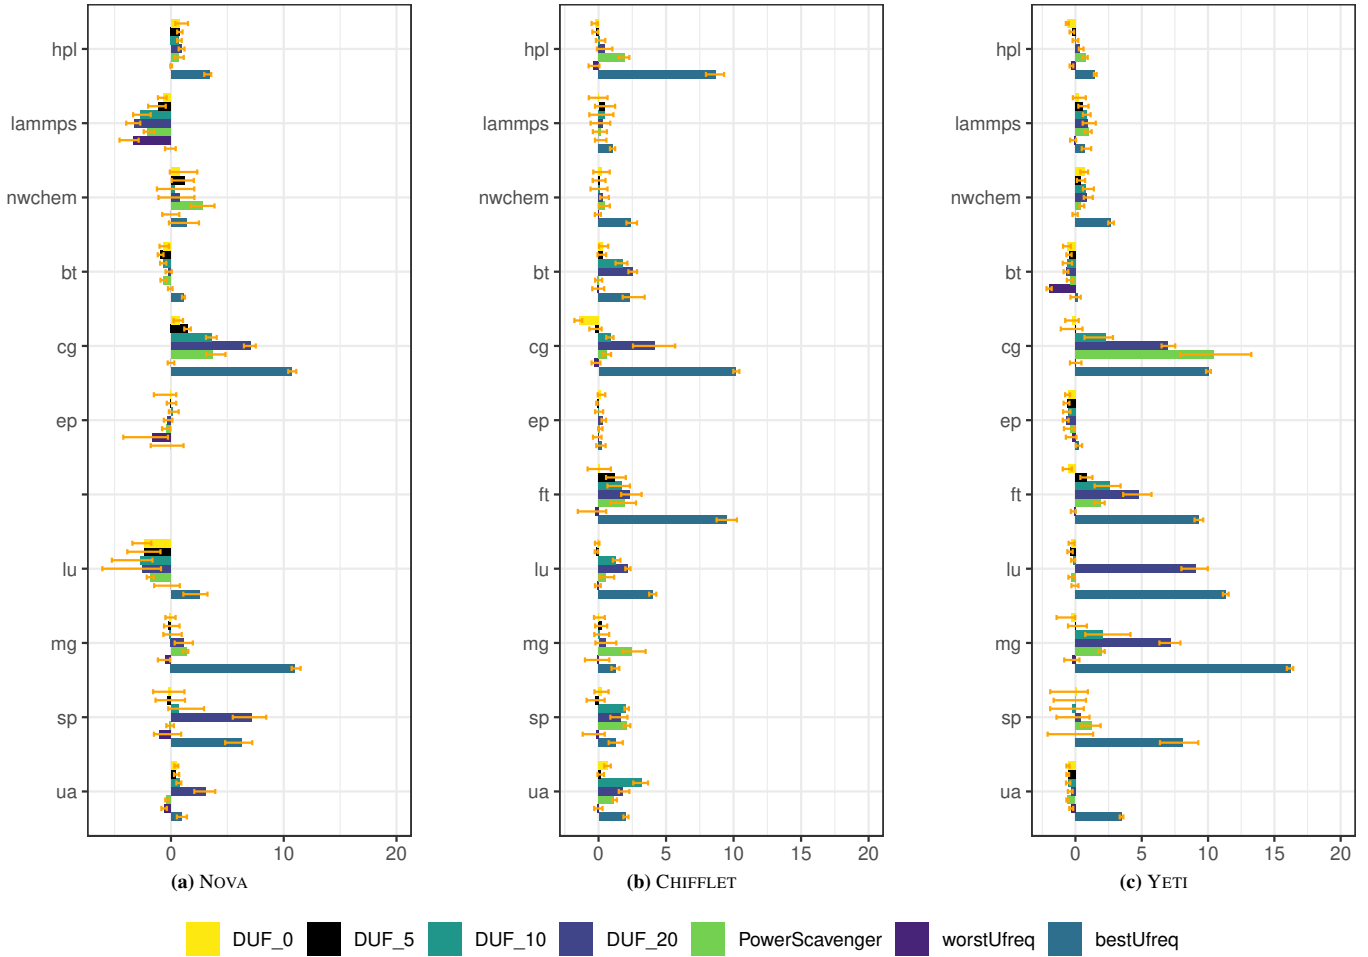 hpl
lammps
nwchem
bt
cg
ep
lu
mg
sp
ua
0 10 20
(a) NOVA
hpl
lammps
nwchem
bt
cg
ep
ft
lu
mg
sp
ua
0 5 10 15 20
(b) CHIFFLET
hpl
lammps
nwchem
bt
cg
ep
ft
lu
mg
sp
ua
0 5 10 15 20
(c) YETI
DUF_0 DUF_5 DUF_10 DUF_20 PowerScavenger worstUfreq bestUfreq